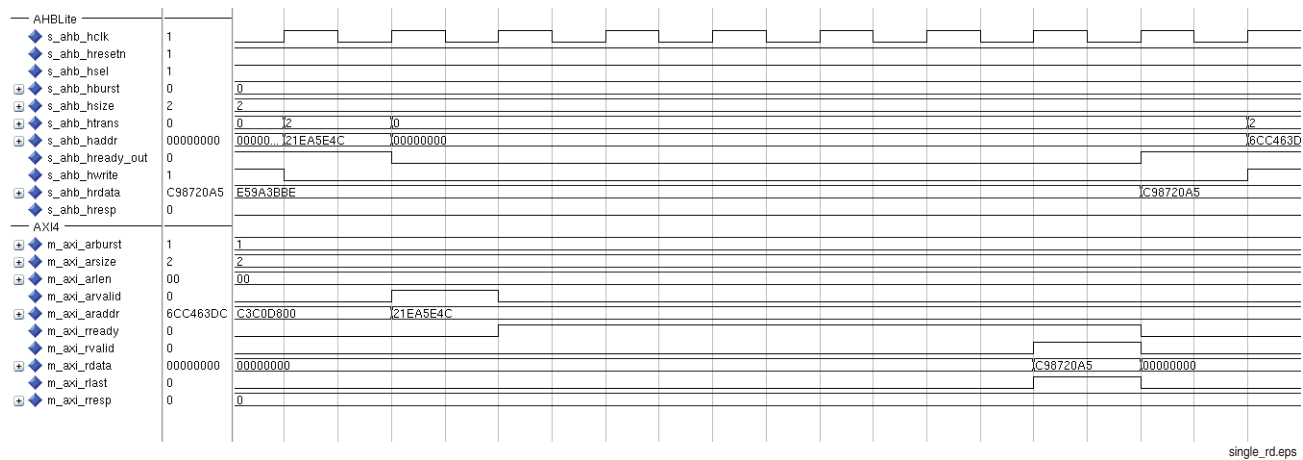 AHBLite
s_ahb_hclk 1
s_ahb_hresetn 1
s_ahb_hsel 1
s_ahb_hburst 0 0
s_ahb_hsize 2 2
s_ahb_htrans 0 0 2 0 2
s_ahb_haddr 00000000 00000... 21EA5E4C 00000000 6CC463D
s_ahb_hready_out 0
s_ahb_hwrite 1
s_ahb_hrdata C98720A5 E59A3BBE C98720A5
s_ahb_hresp 0
AXI4
m_axi_arburst 1 1
m_axi_arsize 2 2
m_axi_arlen 00 00
m_axi_arvalid 0
m_axi_araddr 6CC463DC C3C0D800 21EA5E4C
m_axi_rready 0
m_axi_rvalid 0
m_axi_rdata 00000000 00000000 C98720A5 00000000
m_axi_rlast 0
m_axi_rresp 0 0
single_rd.eps